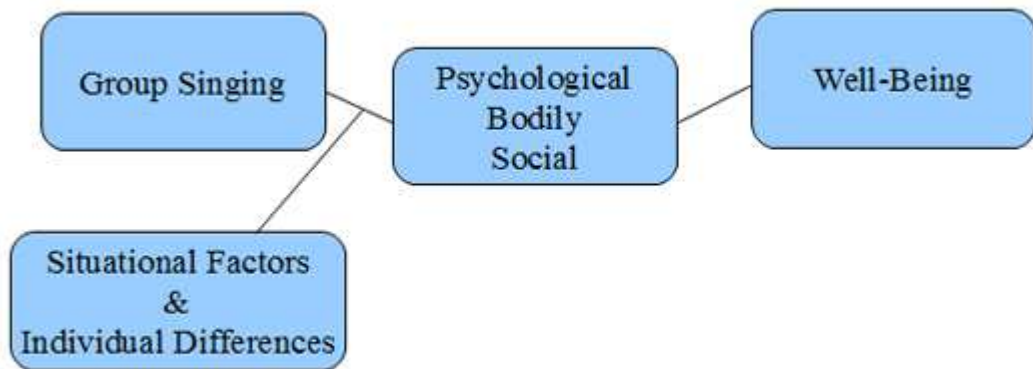 Group Singing
Psychological
Bodily
Social
Well-Being
Situational Factors
&
Individual Differences